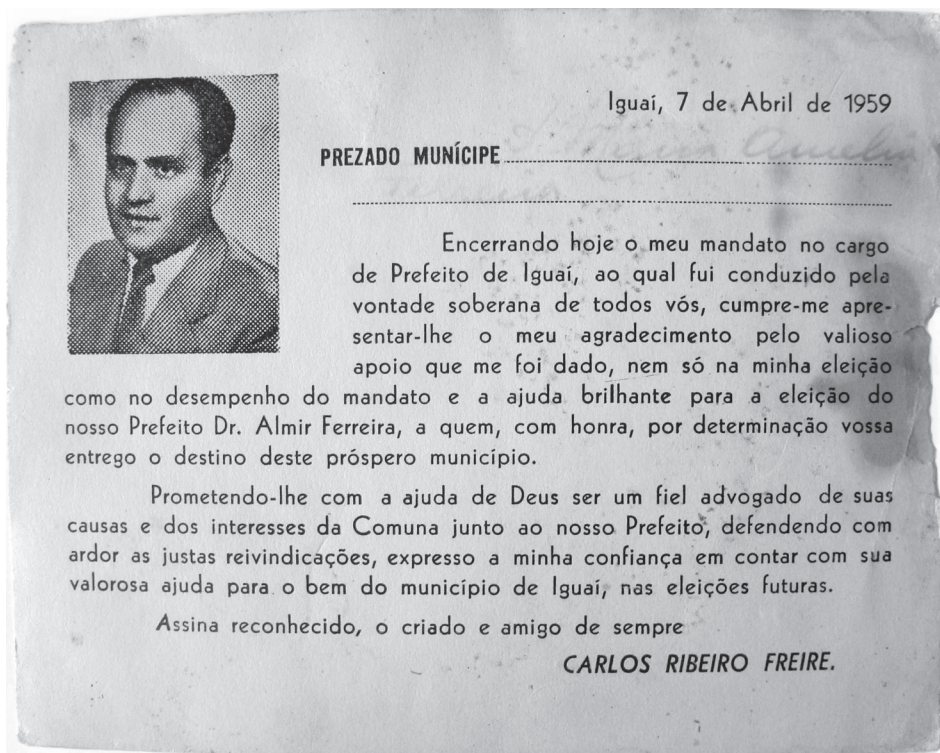 Iguaí, 7 de Abril de 1959
PREZADO MUNÍCIPE
Maria Amelia
Encerrando hoje o meu mandato no cargo
de Prefeito de Iguaí, ao qual fui conduzido pela
vontade soberana de todos vós, cumpre-me apre-
sentar-lhe o meu agradecimento pelo valioso
apoio que me foi dado, nem só na minha eleição
como no desempenho do mandato e a ajuda brilhante para a eleição do
nosso Prefeito Dr. Almir Ferreira, a quem, com honra, por determinação vossa
entrego o destino deste próspero município.
Prometendo-lhe com a ajuda de Deus ser um fiel advogado de suas
causas e dos interesses da Comuna junto ao nosso Prefeito, defendendo com
ardor as justas reivindicações, expresso a minha confiança em contar com sua
valorosa ajuda para o bem do município de Iguaí, nas eleições futuras.
Assina reconhecido, o criado e amigo de sempre
CARLOS RIBEIRO FREIRE.